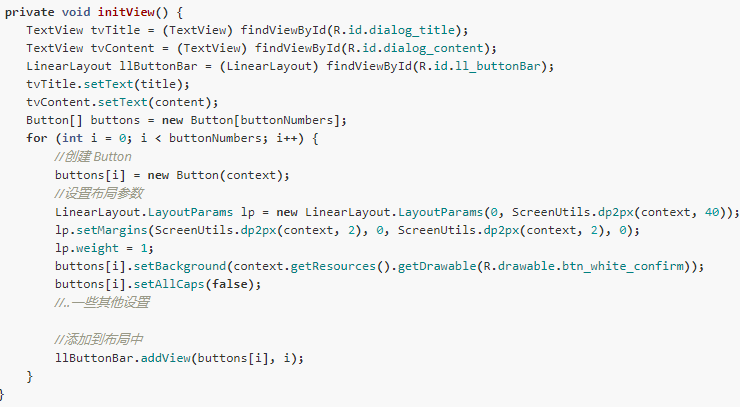 private void initView() {
TextView tvTitle = (TextView) findViewById(R.id.dialog_title);
TextView tvContent = (TextView) findViewById(R.id.dialog_content);
LinearLayout llButtonBar = (LinearLayout) findViewById(R.id.ll_buttonBar);
tvTitle.setText(title);
tvContent.setText(content);
Button[] buttons = new Button[buttonNumbers];
for (int i = 0; i < buttonNumbers; i++) {
//创建 Button
buttons[i] = new Button(context);
//设置布局参数
LinearLayout.LayoutParams lp = new LinearLayout.LayoutParams(0, ScreenUtils.dp2px(context, 40));
lp.setMargins(ScreenUtils.dp2px(context, 2), 0, ScreenUtils.dp2px(context, 2), 0);
lp.weight = 1;
buttons[i].setBackground(context.getResources().getDrawable(R.drawable.btn_white_confirm));
buttons[i].setAllCaps(false);
//..一些其他设置
//添加到布局中
llButtonBar.addView(buttons[i], i);
}
}